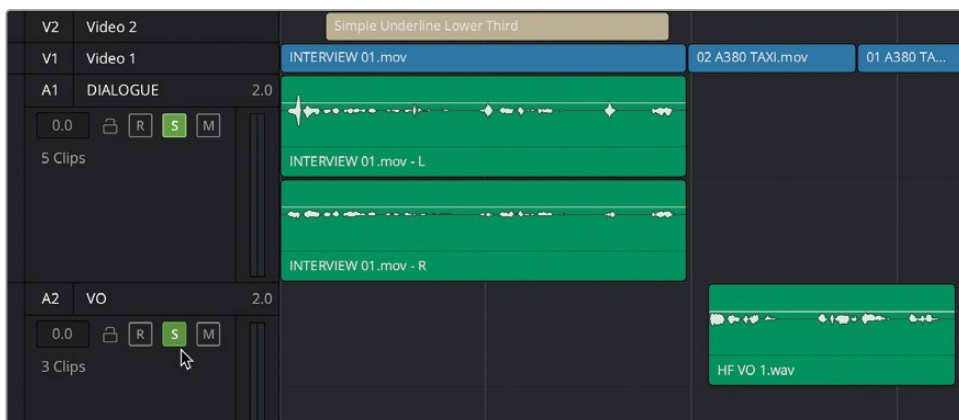 V2 Video 2 Simple Underline Lower Third
V1 Video 1 INTERVIEW 01.mov 02 A380 TAXI.mov 01 A380 TA...
A1 DIALOGUE 2.0
0.0 R S M
5 Clips
INTERVIEW 01.mov - L
INTERVIEW 01.mov - R
A2 VO 2.0
0.0 R S M
3 Clips
HF VO 1.wav